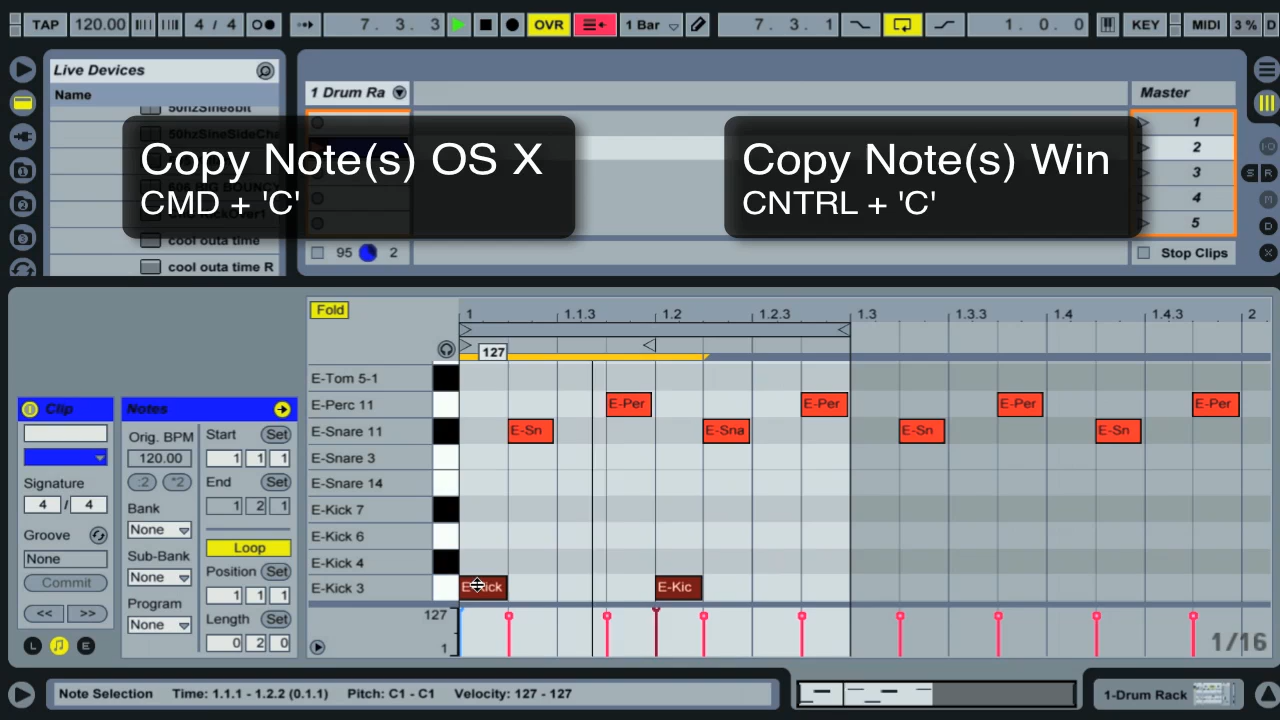 TAP 120.00 4 / 4 7. 3. 3 OVR 1 Bar 7. 3. 1 1. 0. 0 KEY MIDI 3 % D
Live Devices
Name
50hzSine8bit
50hzSineSideCha
cool outa time
cool outa time R
1 Drum Ra
Master
1
2
3
4
5
95 2
Stop Clips
Copy Note(s) OS X
CMD + 'C'
Copy Note(s) Win
CNTRL + 'C'
S R
D
X
Clip
Signature
4 / 4
Groove
None
Commit
<< >>
L E
Notes
Orig. BPM
120.00
:2 *2
Bank
None
Sub-Bank
None
Program
None
Start Set
1 1 1
End Set
1 2 1
Loop
Position Set
1 1 1
Length Set
0 2 0
Fold
1 1.1.3 1.2 1.2.3 1.3 1.3.3 1.4 1.4.3 2
127
E-Tom 5-1
E-Perc 11 E-Per E-Per E-Per E-Per
E-Snare 11 E-Sn E-Sna E-Sn E-Sn
E-Snare 3
E-Snare 14
E-Kick 7
E-Kick 6
E-Kick 4
E-Kick 3 E-Kic
127
1
1/16
Note Selection Time: 1.1.1 - 1.2.2 (0.1.1) Pitch: C1 - C1 Velocity: 127 - 127
1-Drum Rack